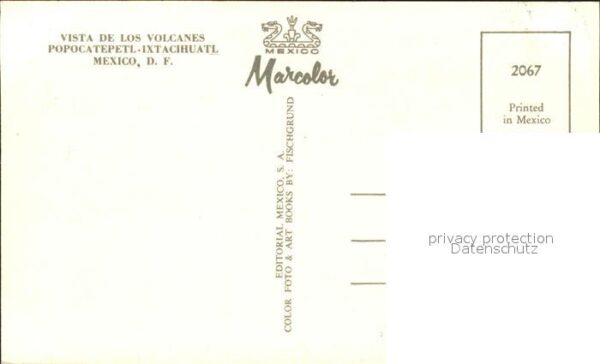 VISTA DE LOS VOLCANES
POPOCATEPETL-IXTACIHUATL
MEXICO, D. F.
MEXICO
Marcolor
EDITORIAL MEXICO, S. A.
COLOR FOTO & ART BOOKS BY: FISCHGRUND
2067
Printed
in Mexico
privacy protection
Datenschutz